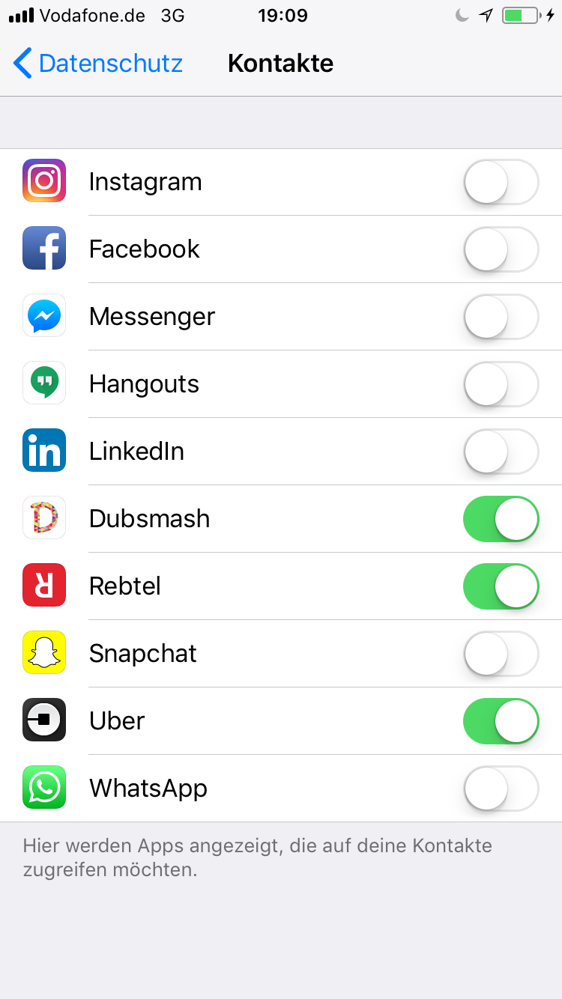 Vodafone.de 3G 19:09
Datenschutz Kontakte
Instagram
Facebook
Messenger
Hangouts
LinkedIn
Dubsmash
Rebtel
Snapchat
Uber
WhatsApp
Hier werden Apps angezeigt, die auf deine Kontakte
zugreifen möchten.